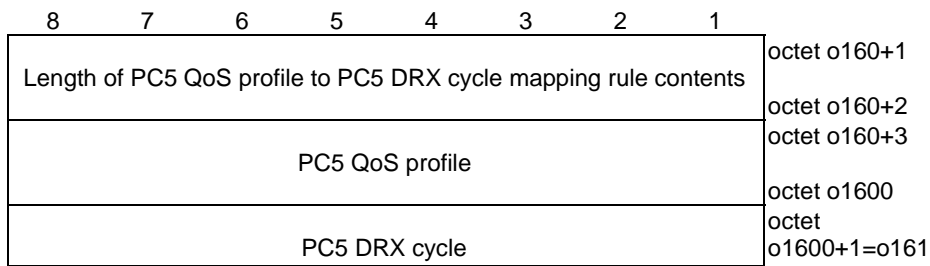 8 7 6 5 4 3 2 1
Length of PC5 QoS profile to PC5 DRX cycle mapping rule contents
octet o160+1
octet o160+2
PC5 QoS profile
octet o160+3
octet o1600
PC5 DRX cycle
octet
o1600+1=o161